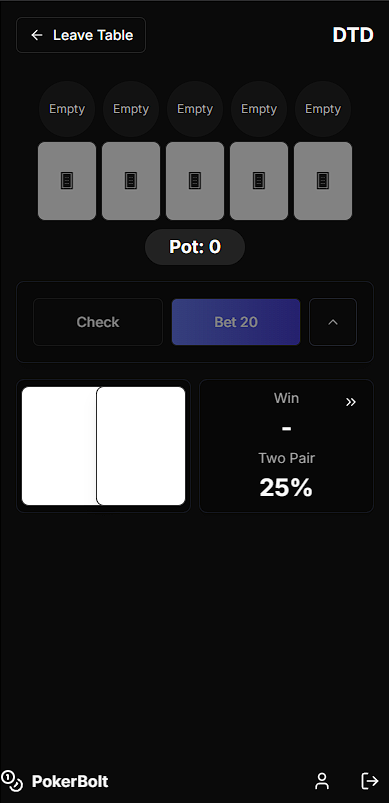 Leave Table
DTD
Empty Empty Empty Empty Empty
Pot: 0
Check Bet 20
Win
-
Two Pair
25%
PokerBolt